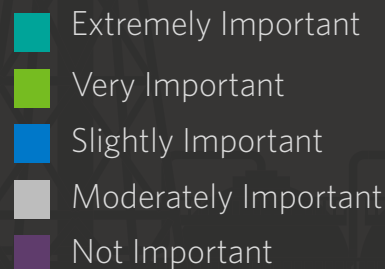 Extremely Important
Very Important
Slightly Important
Moderately Important
Not Important